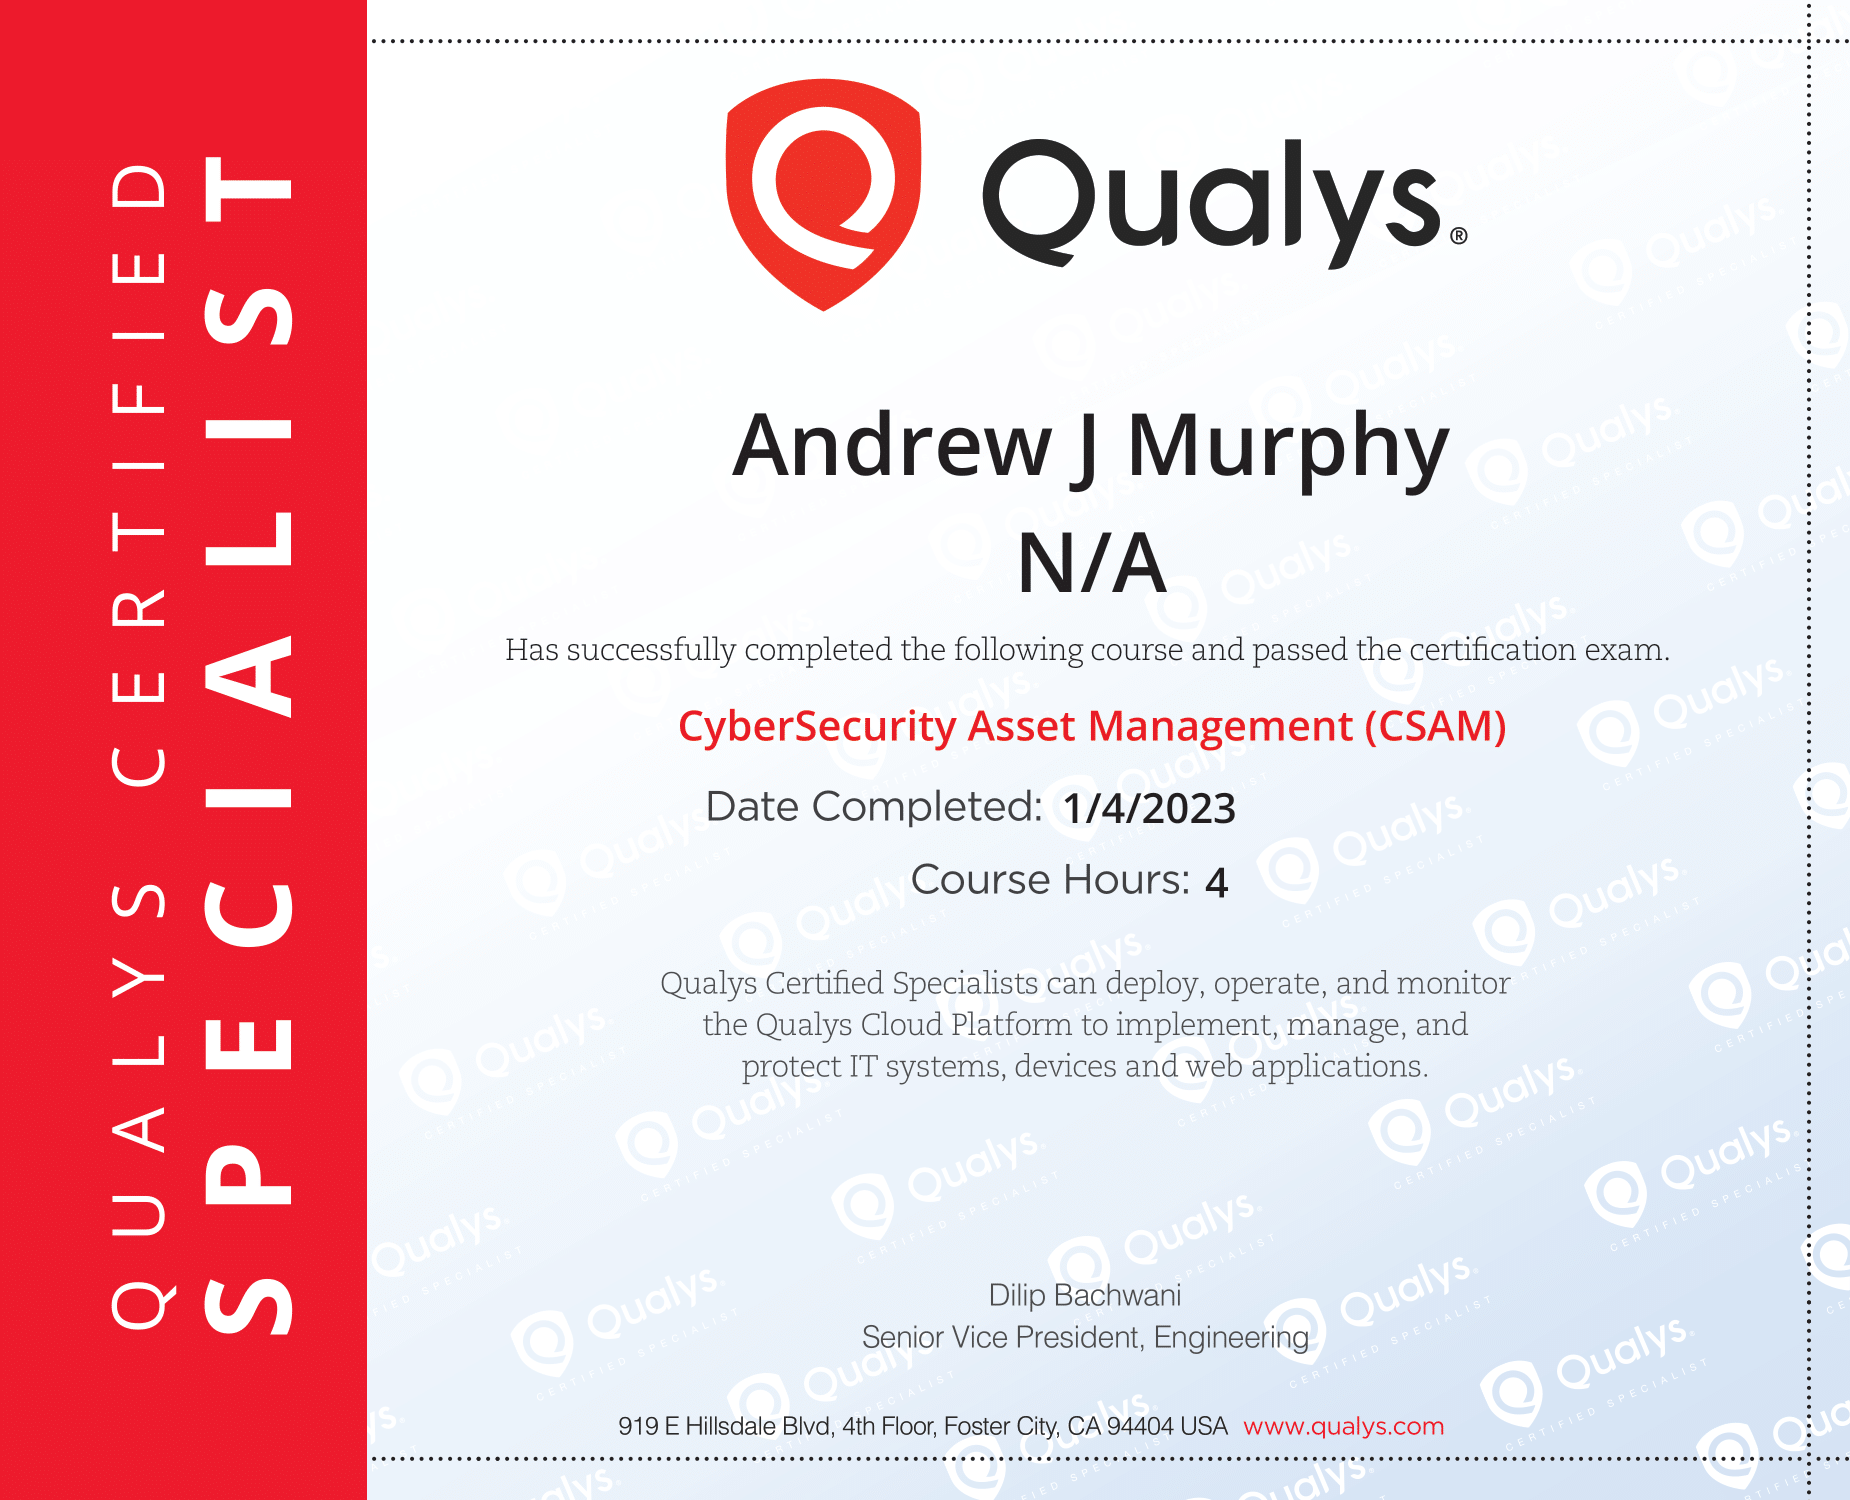 QUALYS CERTIFIED
SPECIALIST
Qualys®
Andrew J Murphy
N/A
Has successfully completed the following course and passed the certification exam.
CyberSecurity Asset Management (CSAM)
Date Completed: 1/4/2023
Course Hours: 4
Qualys Certified Specialists can deploy, operate, and monitor
the Qualys Cloud Platform to implement, manage, and
protect IT systems, devices and web applications.
Dilip Bachwani
Senior Vice President, Engineering
919 E Hillsdale Blvd, 4th Floor, Foster City, CA 94404 USA www.qualys.com